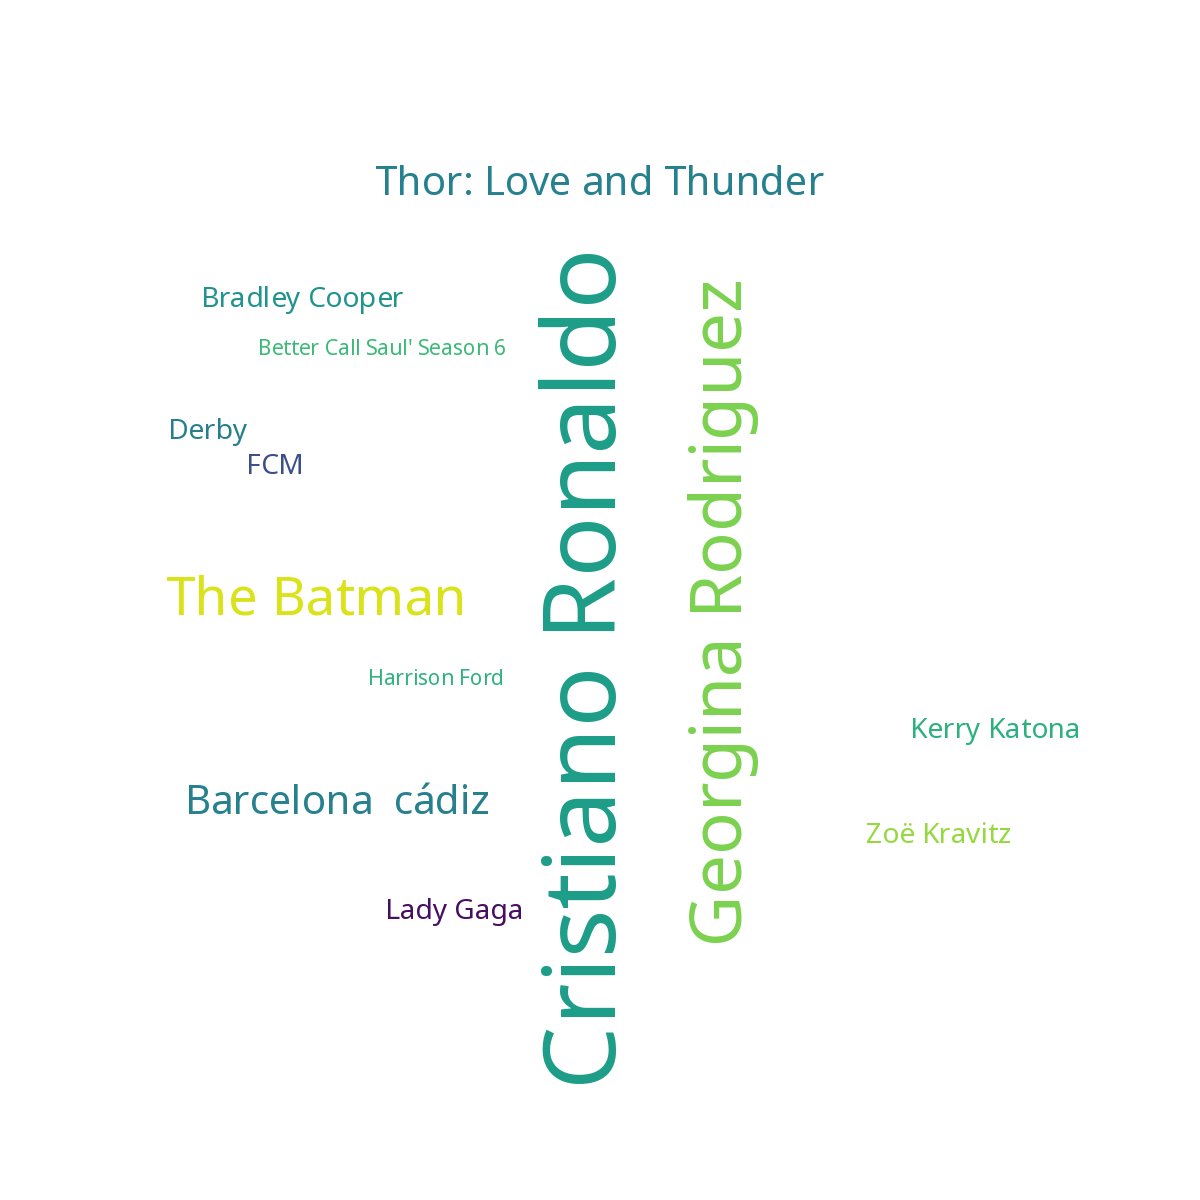 Thor: Love and Thunder
Bradley Cooper
Better Call Saul' Season 6
Derby
FCM
The Batman
Harrison Ford
Barcelona  cádiz
Lady Gaga
Cristiano Ronaldo
Georgina Rodriguez
Kerry Katona
Zoë Kravitz